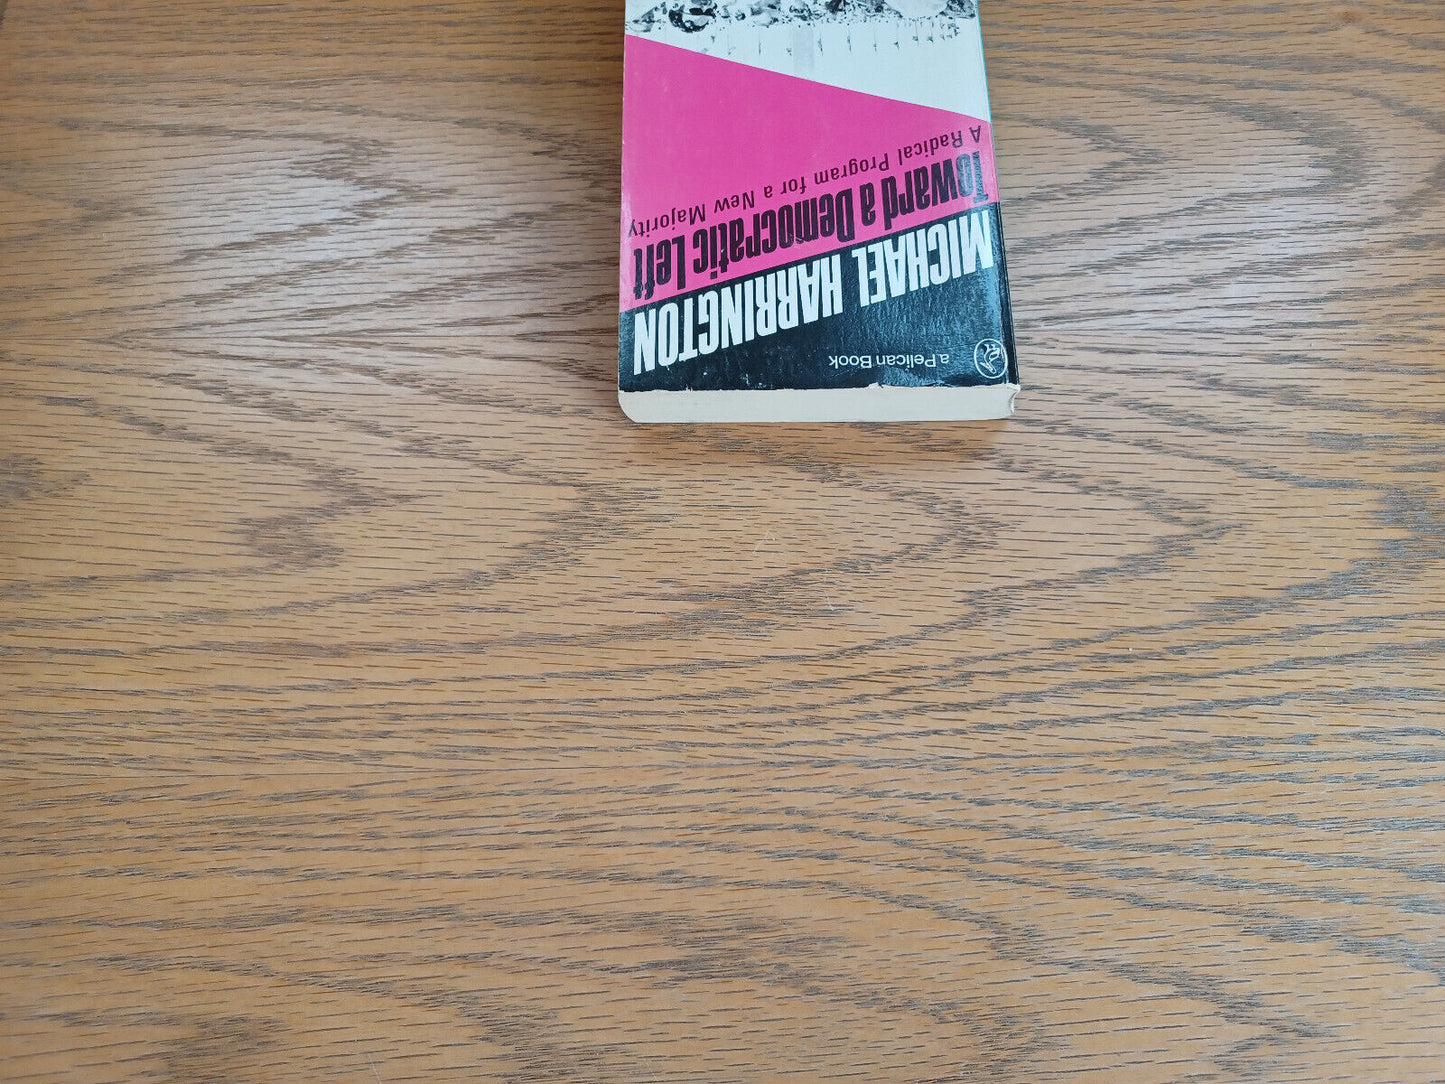 a Pelican Book
MICHAEL HARRINGTON
Toward a Democratic Left
A Radical Program for a New Majority